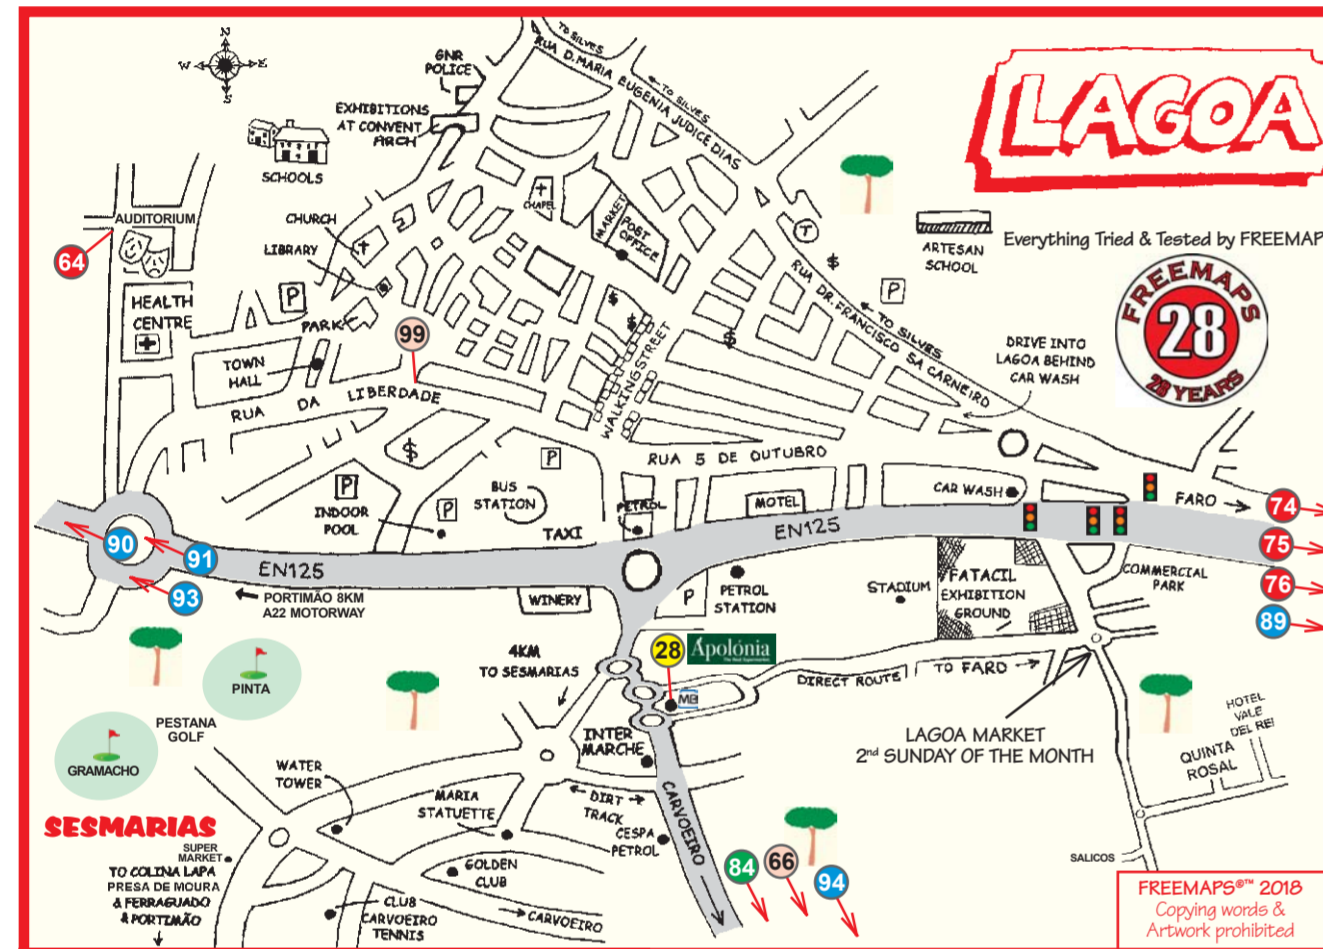 N
W
E
S
GNR
POLICE
EXHIBITIONS
AT CONVENT
ARCH
SCHOOLS
TO SILVES
RUA D. MARIA EUGENIA JUDICE DIAS
TO SILVES
LAGOA
AUDITORIUM
64
CHURCH
LIBRARY
CHAPEL
MARKET
POST
OFFICE
T
ARTESAN
SCHOOL
Everything Tried & Tested by FREEMAP
FREEMAPS
28
28 YEARS
HEALTH
CENTRE
P
PARK
99
TOWN
HALL
RUA DA LIBERDADE
$
$
WALKING STREET
$
$
P
RUA DR. FRANCISCO SA CARNEIRO
TO SILVES
DRIVE INTO
LAGOA BEHIND
CAR WASH
RUA 5 DE OUTUBRO
$
P
P
P
INDOOR
POOL
BUS
STATION
TAXI
PETROL
MOTEL
CAR WASH
FARO
74
75
76
89
90
91
93
EN125
EN125
PORTIMÃO 8KM
A22 MOTORWAY
WINERY
P
PETROL
STATION
STADIUM
FATACIL
EXHIBITION
GROUND
COMMERCIAL
PARK
4KM
TO SESMARIAS
28
Apolónia
MB
DIRECT ROUTE
TO FARO
LAGOA MARKET
2nd SUNDAY OF THE MONTH
HOTEL
VALE
DEL REI
QUINTA
ROSAL
SALICOS
PINTA
GRAMACHO
PESTANA
GOLF
WATER
TOWER
MARIA
STATUETTE
INTER
MARCHE
DIRT
TRACK
CESPA
PETROL
CARVOEIRO
GOLDEN
CLUB
CLUB
CARVOEIRO
TENNIS
CARVOEIRO
SESMARIAS
SUPER
MARKET
TO COLINA LAPA
PRESA DE MOURA
& FERRAGUADO
& PORTIMÃO
84
66
94
FREEMAPS®™ 2018
Copying words &
Artwork prohibited